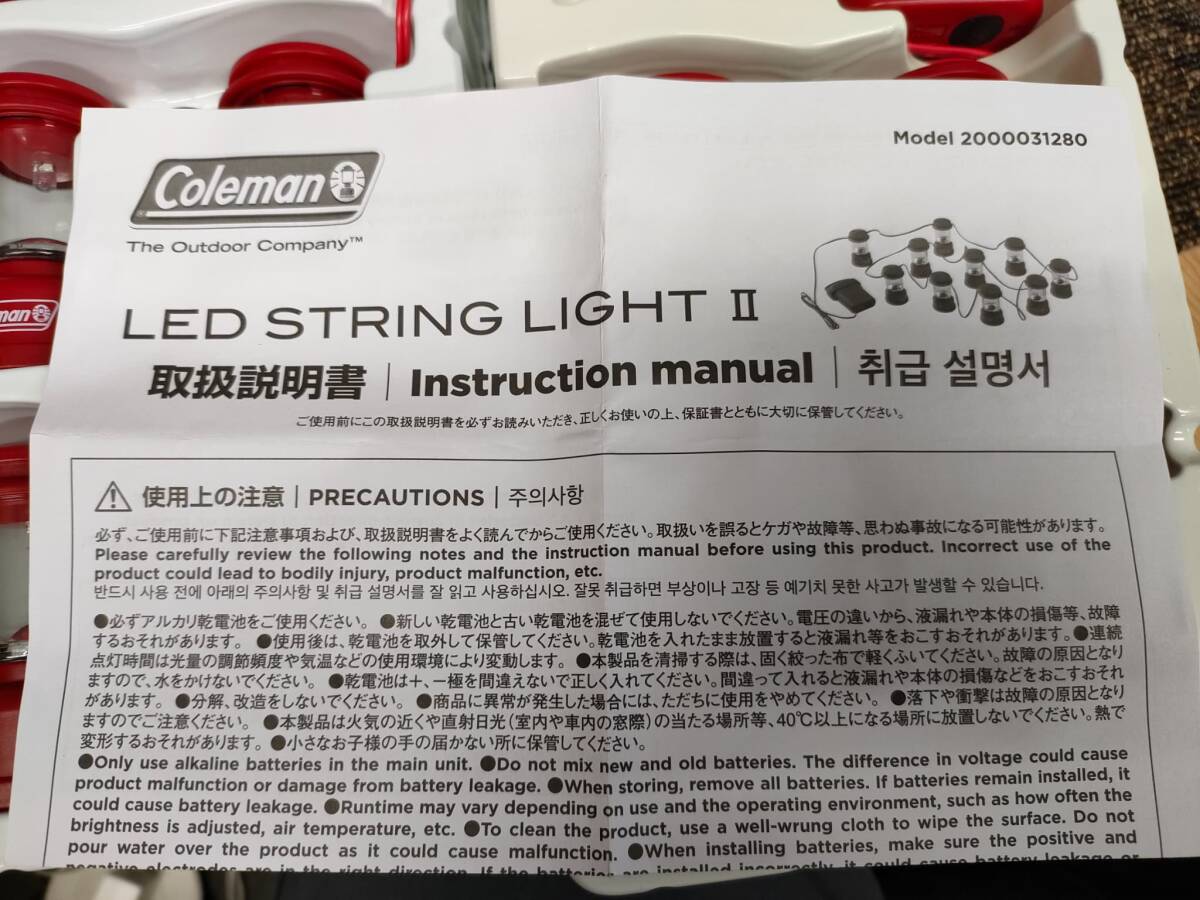 Model 2000031280
Coleman
The Outdoor Company™
LED STRING LIGHT Ⅱ
取扱説明書 | Instruction manual | 취급 설명서
ご使用前にこの取扱説明書を必ずお読みいただき、正しくお使いの上、保証書とともに大切に保管してください。
man
使用上の注意 | PRECAUTIONS | 주의사항
必ず、ご使用前に下記注意事項および、取扱説明書をよく読んでからご使用ください。取扱いを誤るとケガや故障等、思わぬ事故になる可能性があります。
Please carefully review the following notes and the instruction manual before using this product. Incorrect use of the
product could lead to bodily injury, product malfunction, etc.
반드시 사용 전에 아래의 주의사항 및 취급 설명서를 잘 읽고 사용하십시오. 잘못 취급하면 부상이나 고장 등 예기치 못한 사고가 발생할 수 있습니다.
●必ずアルカリ乾電池をご使用ください。 ●新しい乾電池と古い乾電池を混ぜて使用しないでください。電圧の違いから、液漏れや本体の損傷等、故障
するおそれがあります。 ●使用後は、乾電池を取外して保管してください。乾電池を入れたまま放置すると液漏れ等をおこすおそれがあります。●連続
点灯時間は光量の調節頻度や気温などの使用環境により変動します。 ●本製品を清掃する際は、固く絞った布で軽くふいてください。故障の原因となり
ますので、水をかけないでください。 ●乾電池は＋、－極を間違えないで正しく入れてください。間違って入れると液漏れや本体の損傷などをおこすおそれ
があります。 ●分解、改造をしないでください。 ●商品に異常が発生した場合には、ただちに使用をやめてください。 ●落下や衝撃は故障の原因となり
ますのでご注意ください。 ●本製品は火気の近くや直射日光（室内や車内の窓際）の当たる場所等、40℃以上になる場所に放置しないでください。熱で
変形するおそれがあります。 ●小さなお子様の手の届かない所に保管してください。
●Only use alkaline batteries in the main unit. ●Do not mix new and old batteries. The difference in voltage could cause
product malfunction or damage from battery leakage. ●When storing, remove all batteries. If batteries remain installed, it
could cause battery leakage. ●Runtime may vary depending on use and the operating environment, such as how often the
brightness is adjusted, air temperature, etc. ●To clean the product, use a well-wrung cloth to wipe the surface. Do not
pour water over the product as it could cause malfunction. ●When installing batteries, make sure the positive and
negative electrodes are in the right direction. If the batteries are installed incorrectly, it could cause battery leakage or